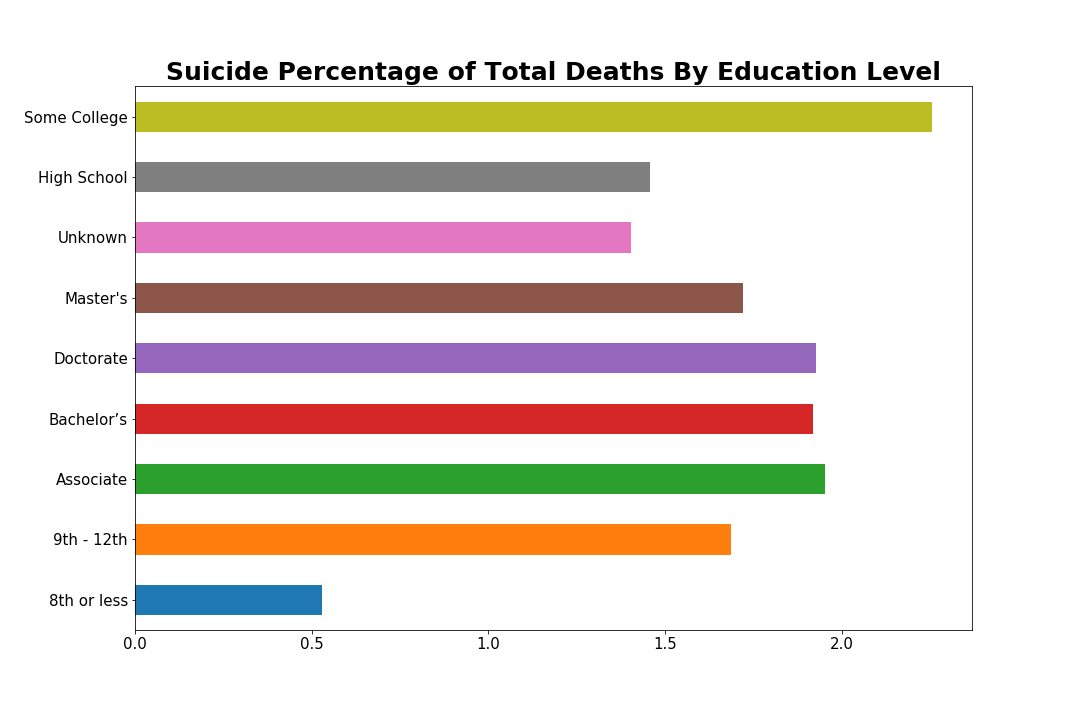 Suicide Percentage of Total Deaths By Education Level
Some College
High School
Unknown
Master's
Doctorate
Bachelor’s
Associate
9th - 12th
8th or less
0.0 0.5 1.0 1.5 2.0